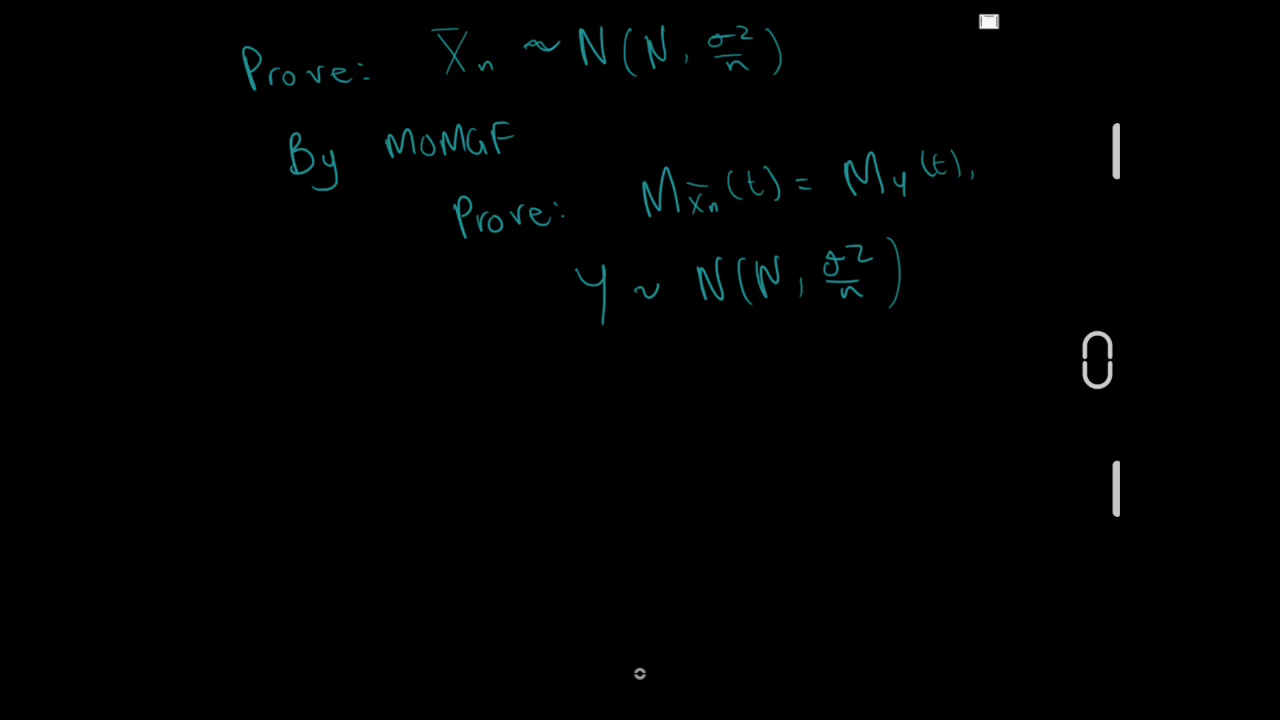 Prove: X̄ₙ ~ N(N, σ²/n)
By MOMGF
Prove: M_X̄ₙ(t) = M_Y(t),
Y ~ N(N, σ²/n)